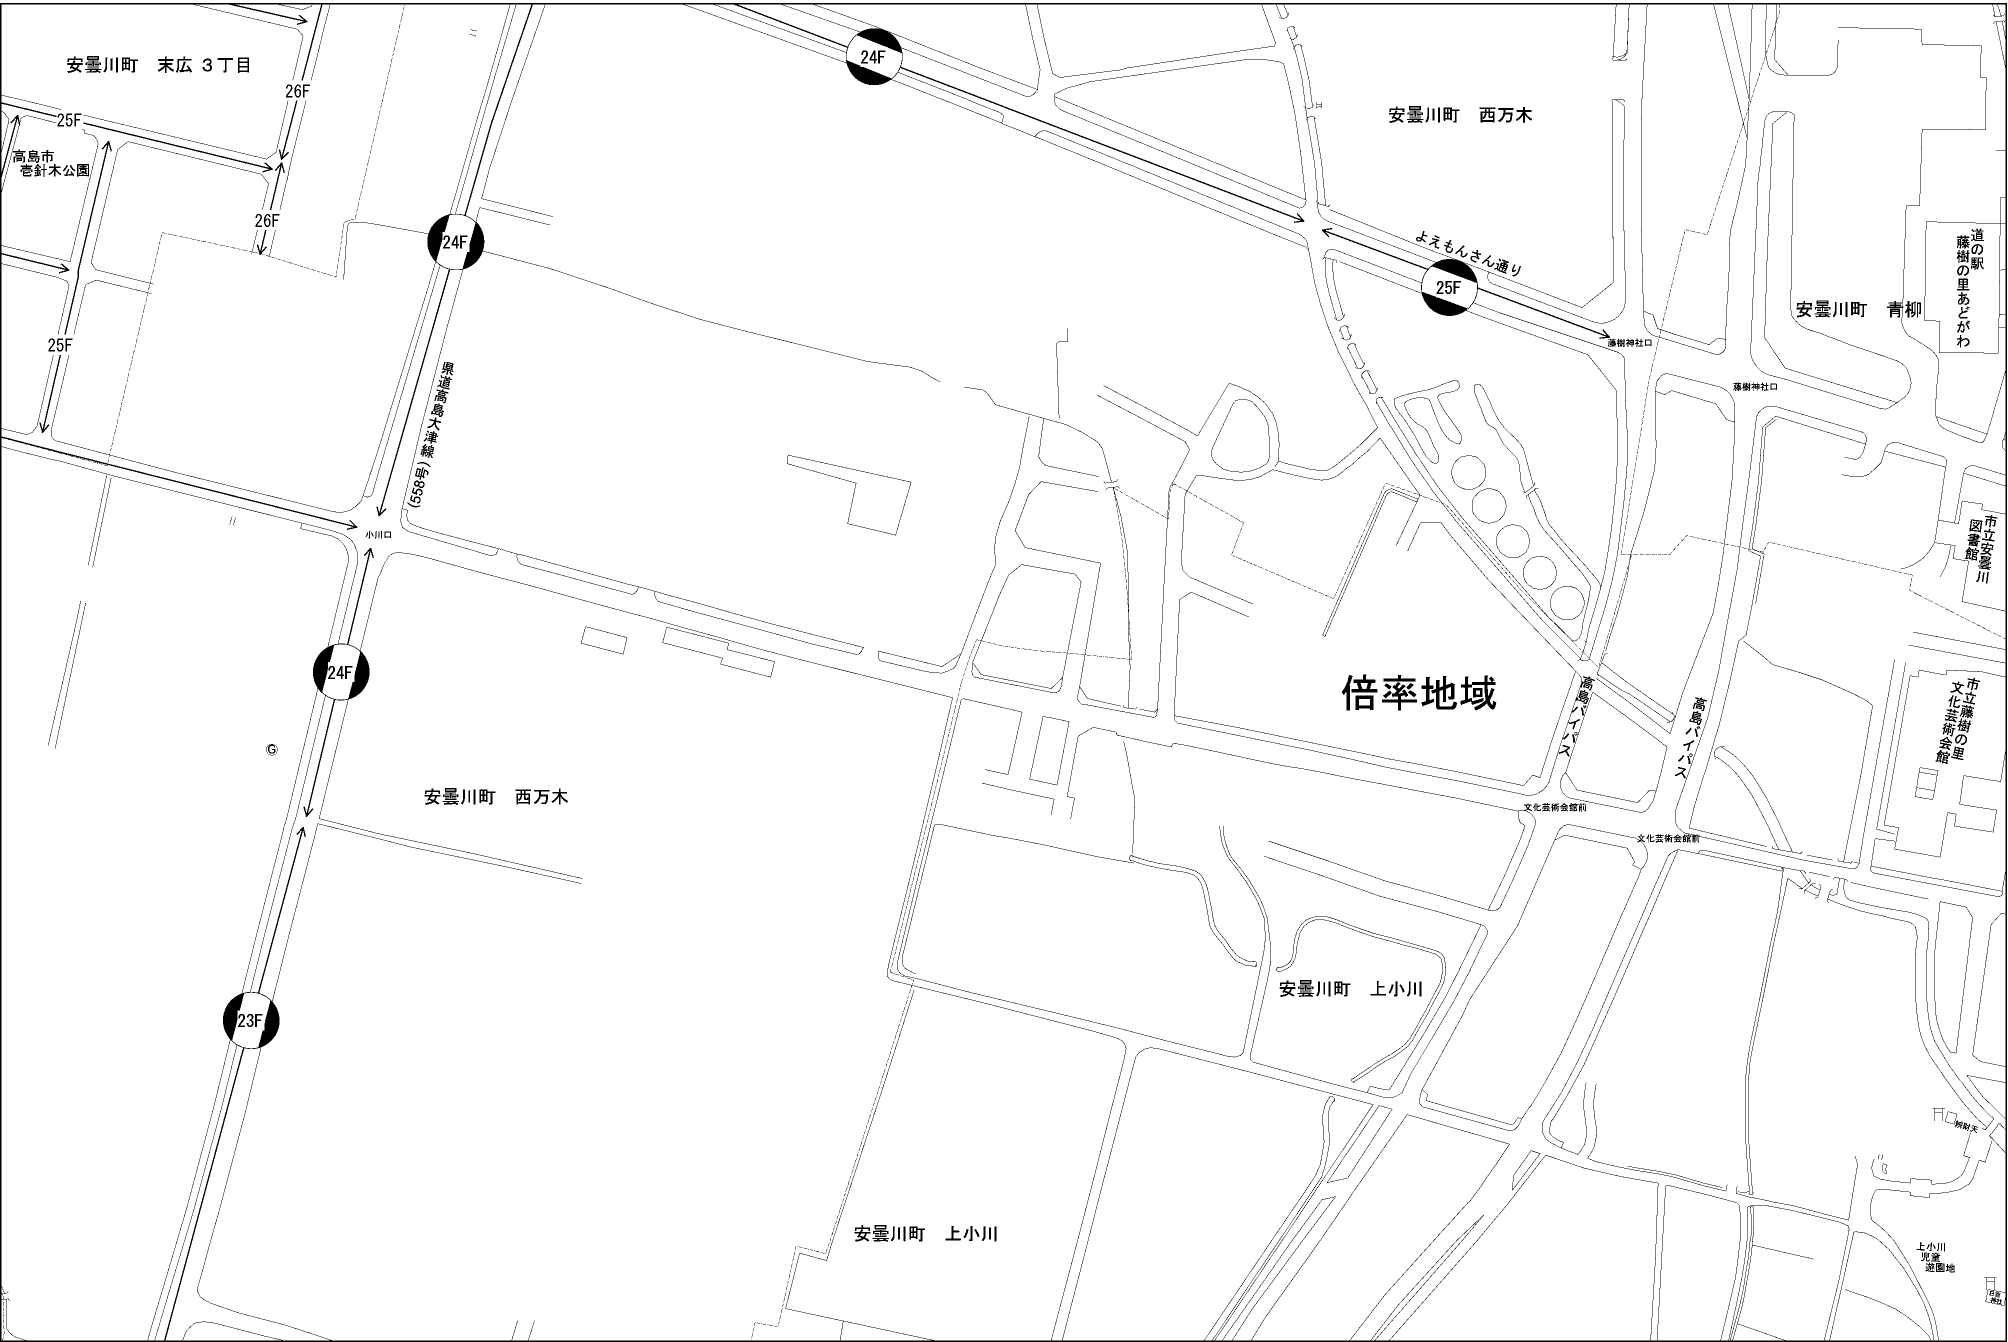 安曇川町　末広 3丁目
24F
26F
安曇川町　西万木
25F
高島市
壱針木公園
26F
24F
よえもんさん通り
25F
道の駅
藤樹の里あどがわ
安曇川町　青柳
藤樹神社口
藤樹神社口
25F
県道高島大津線
(558号)
小川口
市立安曇川
図書館
24F
倍率地域
高島バイパス
高島バイパス
市立藤樹の里
文化芸術会館
G
安曇川町　西万木
文化芸術会館前
文化芸術会館前
安曇川町　上小川
23F
辨財天
安曇川町　上小川
上小川
児童
遊園地
日吉
神社